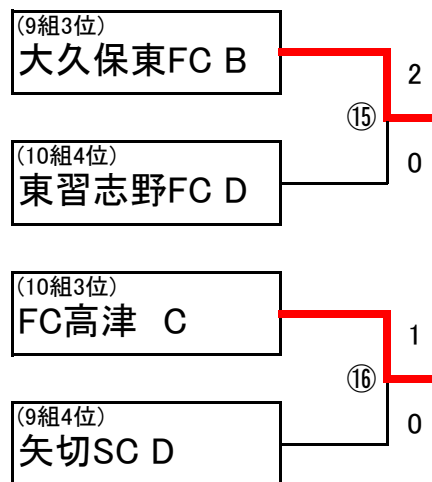 (9組3位)
大久保東FC B
2
⑮
(10組4位)
0
東習志野FC D
(10組3位)
FC高津　C
1
⑯
(9組4位)
0
矢切SC D